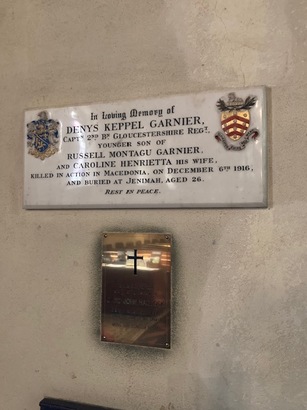 In Loving Memory of
DENYS KEPPEL GARNIER,
CAPTN 2ND BN GLOUCESTERSHIRE REGT.
YOUNGER SON OF
RUSSELL MONTAGU GARNIER,
AND CAROLINE HENRIETTA HIS WIFE,
KILLED IN ACTION IN MACEDONIA, ON DECEMBER 6TH 1916,
AND BURIED AT JENIMAH, AGED 26.
REST IN PEACE.